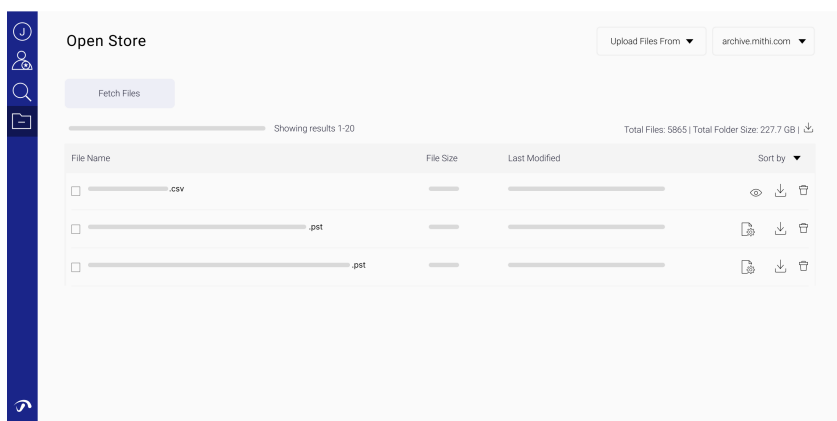 J
Open Store
Upload Files From
archive.mithi.com
Fetch Files
Showing results 1-20
Total Files: 5865 | Total Folder Size: 227.7 GB |
File Name File Size Last Modified Sort by
.csv
.pst
.pst